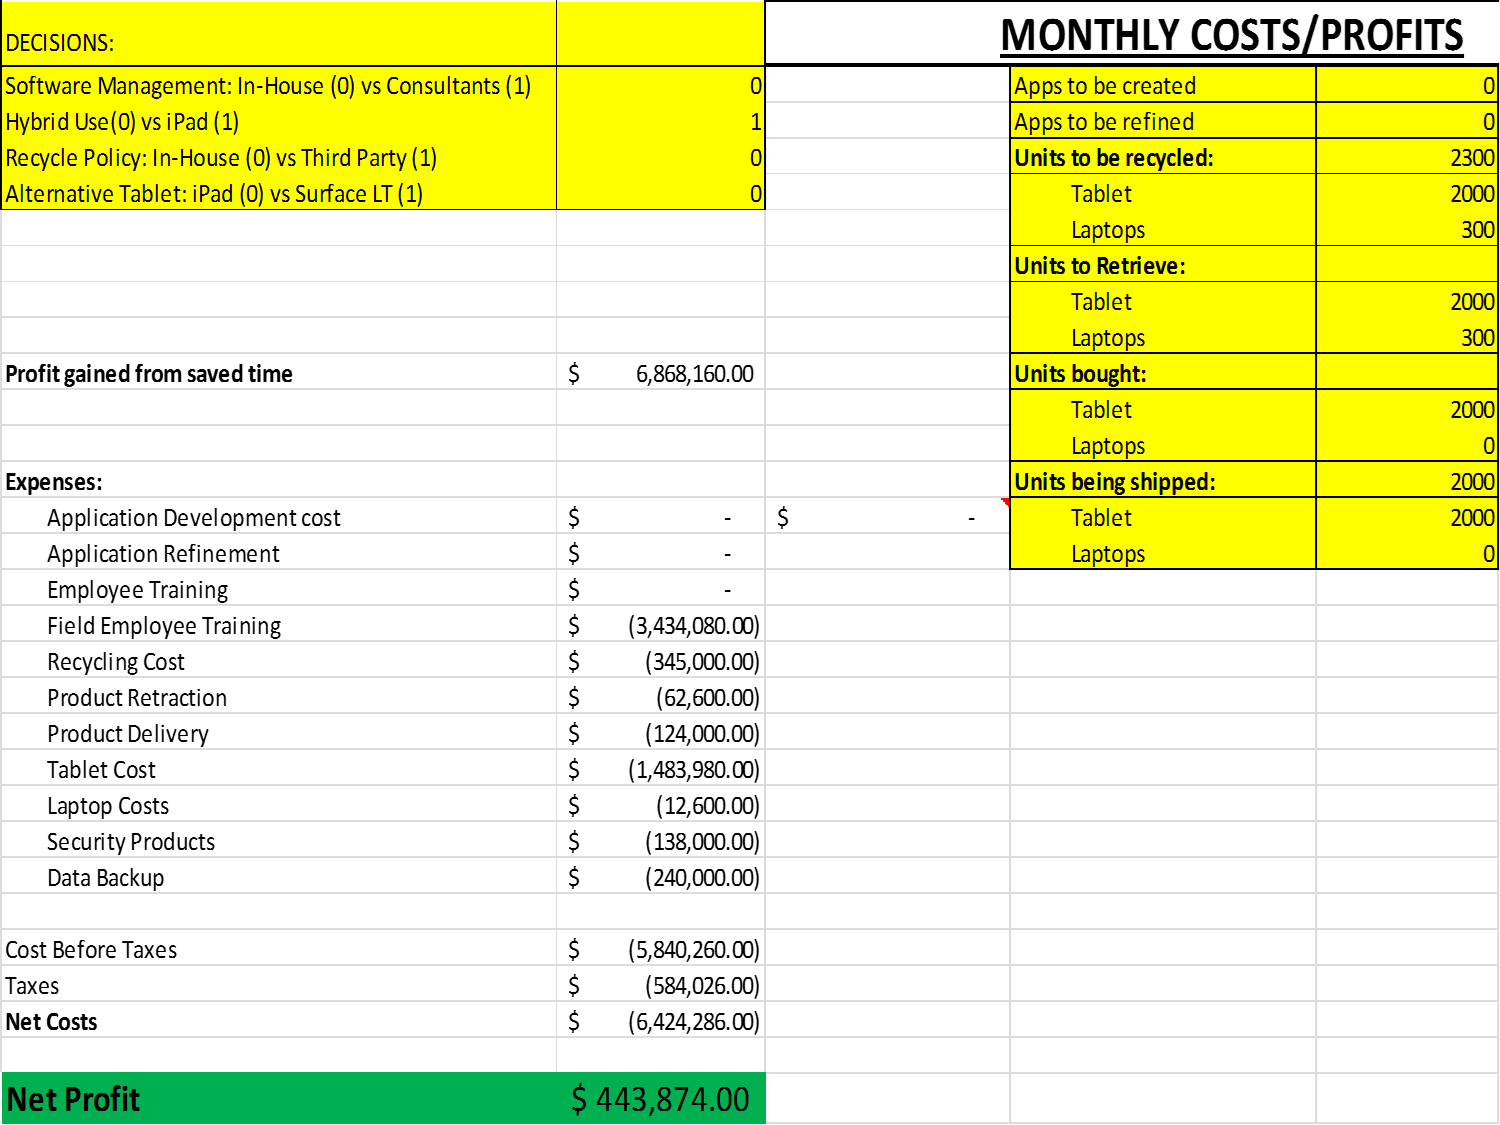 MONTHLY COSTS/PROFITS
DECISIONS:
Software Management: In-House (0) vs Consultants (1) 0
Hybrid Use(0) vs iPad (1) 1
Recycle Policy: In-House (0) vs Third Party (1) 0
Alternative Tablet: iPad (0) vs Surface LT (1) 0
Profit gained from saved time $ 6,868,160.00
Expenses:
Application Development cost $ - $ -
Application Refinement $ -
Employee Training $ -
Field Employee Training $ (3,434,080.00)
Recycling Cost $ (345,000.00)
Product Retraction $ (62,600.00)
Product Delivery $ (124,000.00)
Tablet Cost $ (1,483,980.00)
Laptop Costs $ (12,600.00)
Security Products $ (138,000.00)
Data Backup $ (240,000.00)
Cost Before Taxes $ (5,840,260.00)
Taxes $ (584,026.00)
Net Costs $ (6,424,286.00)
Net Profit $ 443,874.00
Apps to be created 0
Apps to be refined 0
Units to be recycled: 2300
Tablet 2000
Laptops 300
Units to Retrieve:
Tablet 2000
Laptops 300
Units bought:
Tablet 2000
Laptops 0
Units being shipped: 2000
Tablet 2000
Laptops 0